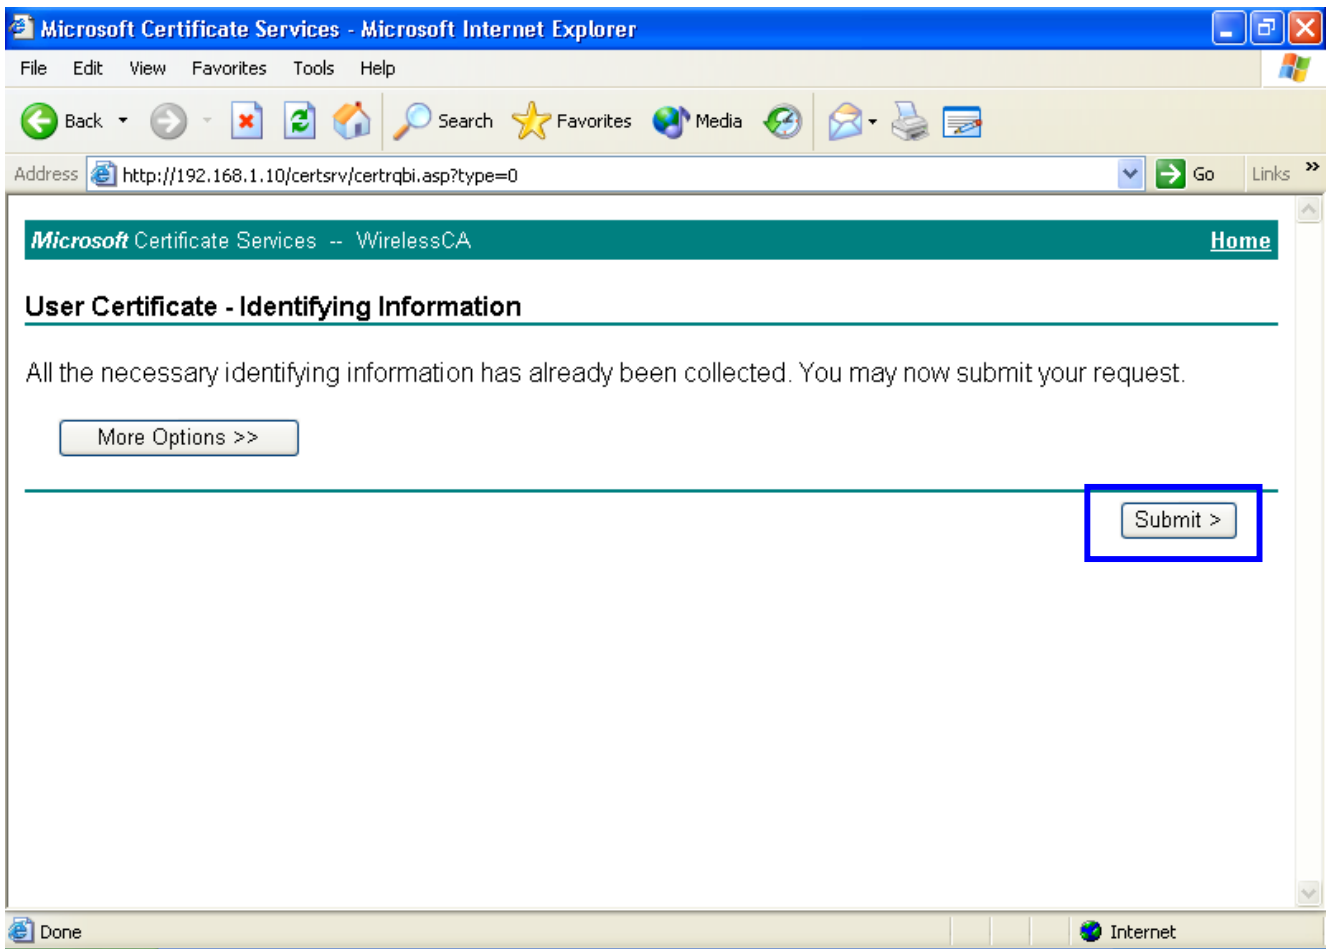 Microsoft Certificate Services - Microsoft Internet Explorer
File Edit View Favorites Tools Help
Back Search Favorites Media
Address http://192.168.1.10/certsrv/certrqbi.asp?type=0 Go Links »
Microsoft Certificate Services -- WirelessCA Home
User Certificate - Identifying Information
All the necessary identifying information has already been collected. You may now submit your request.
More Options >>
Submit >
Done Internet